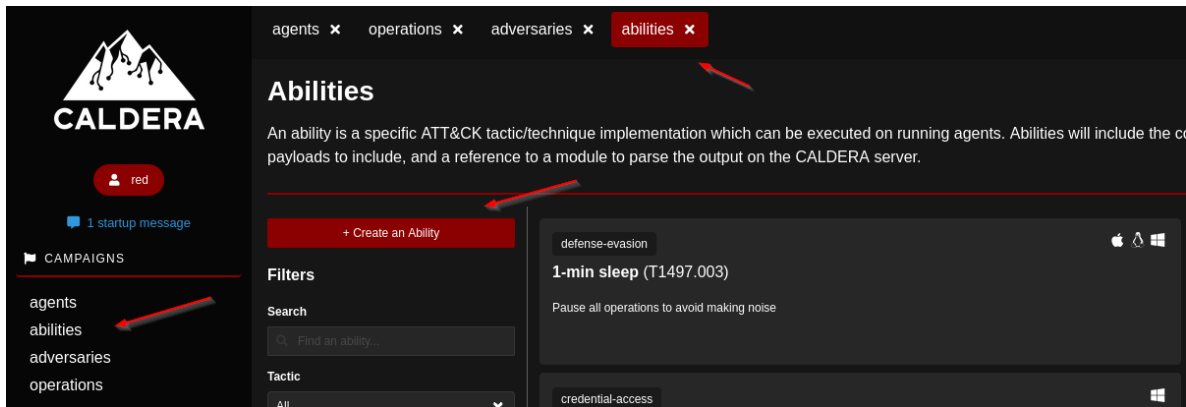 agents × operations × adversaries × abilities ×
CALDERA
red
1 startup message
CAMPAIGNS
agents
abilities
adversaries
operations
Abilities
An ability is a specific ATT&CK tactic/technique implementation which can be executed on running agents. Abilities will include the
payloads to include, and a reference to a module to parse the output on the CALDERA server.
+ Create an Ability
Filters
Search
Find an ability...
Tactic
All
defense-evasion
1-min sleep (T1497.003)
Pause all operations to avoid making noise
credential-access